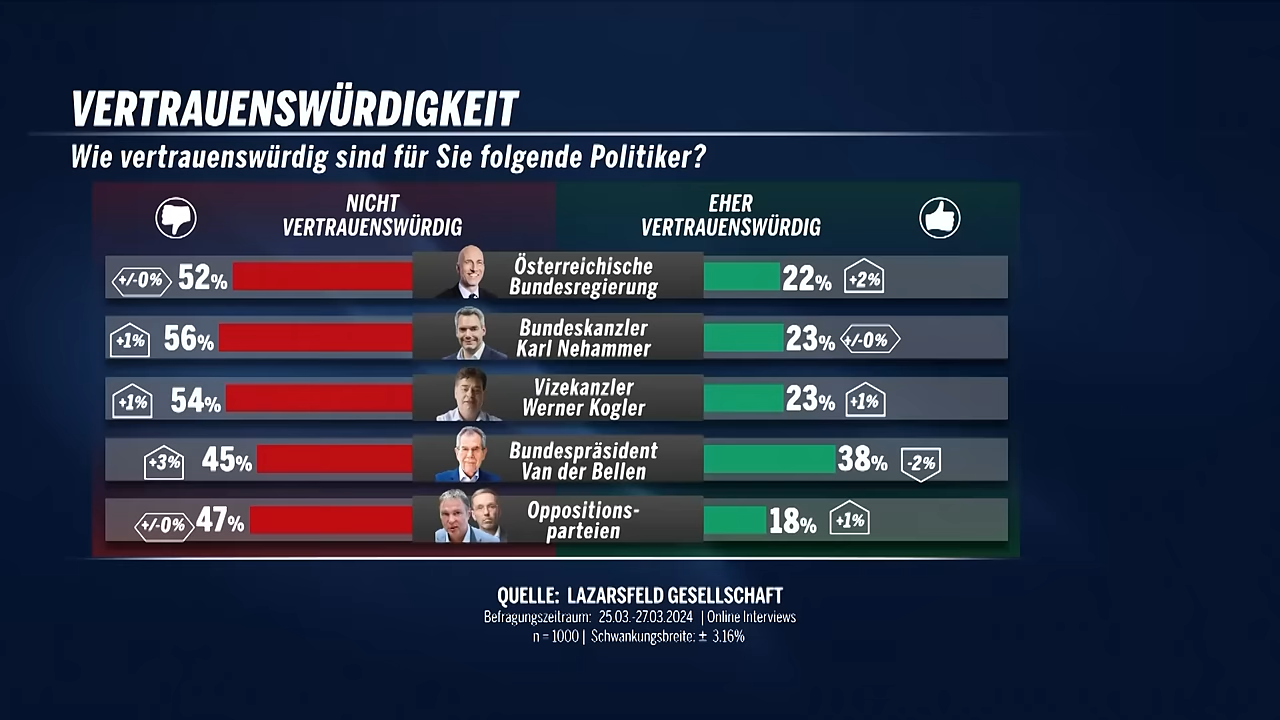 VERTRAUENSWÜRDIGKEIT
Wie vertrauenswürdig sind für Sie folgende Politiker?
NICHT
VERTRAUENSWÜRDIG
EHER
VERTRAUENSWÜRDIG
+/-0% 52% Österreichische
Bundesregierung 22% +2%
+1% 56% Bundeskanzler
Karl Nehammer 23% +/-0%
+1% 54% Vizekanzler
Werner Kogler 23% +1%
+3% 45% Bundespräsident
Van der Bellen 38% -2%
+/-0% 47% Oppositions-
parteien 18% +1%
QUELLE: LAZARSFELD GESELLSCHAFT
Befragungszeitraum: 25.03.-27.03.2024 | Online Interviews
n = 1000 | Schwankungsbreite: ± 3.16%